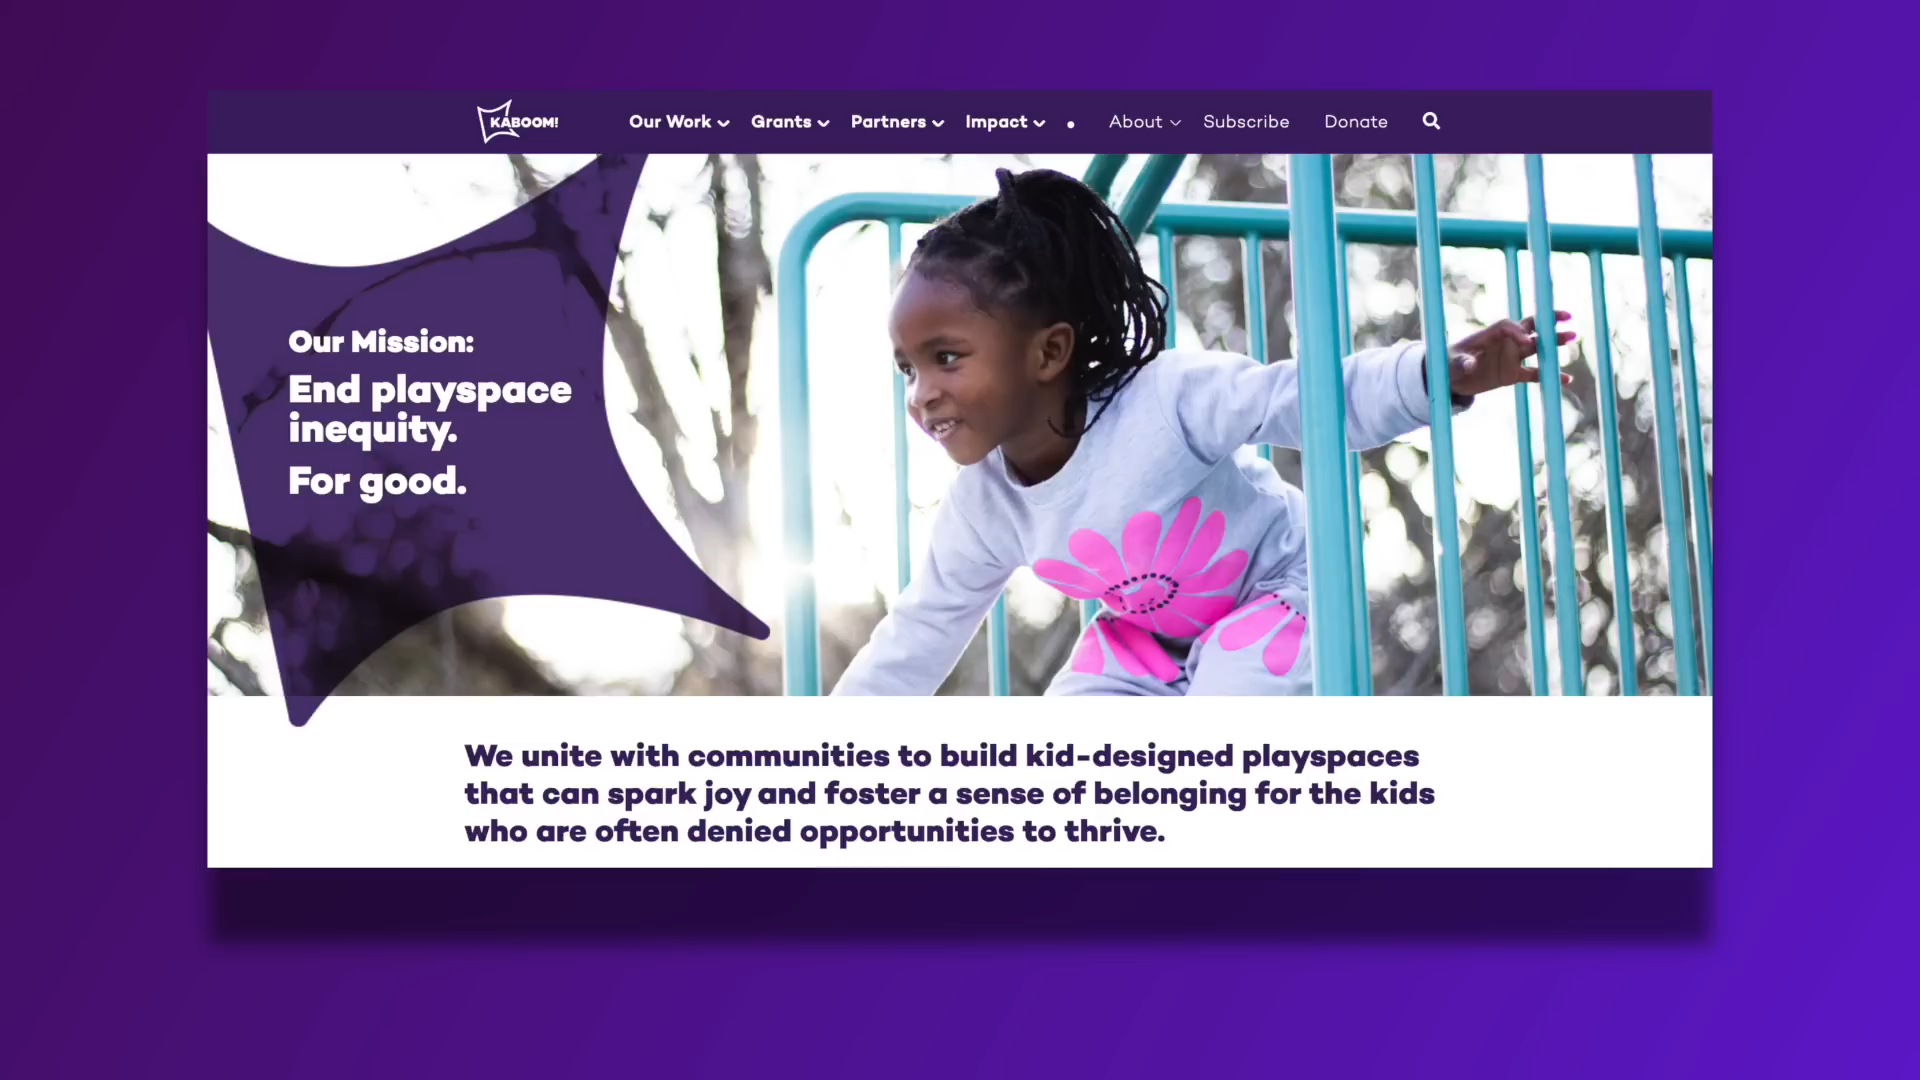 KABOOM!
Our Work Grants Partners Impact • About Subscribe Donate
Our Mission:
End playspace
inequity.
For good.
We unite with communities to build kid-designed playspaces
that can spark joy and foster a sense of belonging for the kids
who are often denied opportunities to thrive.